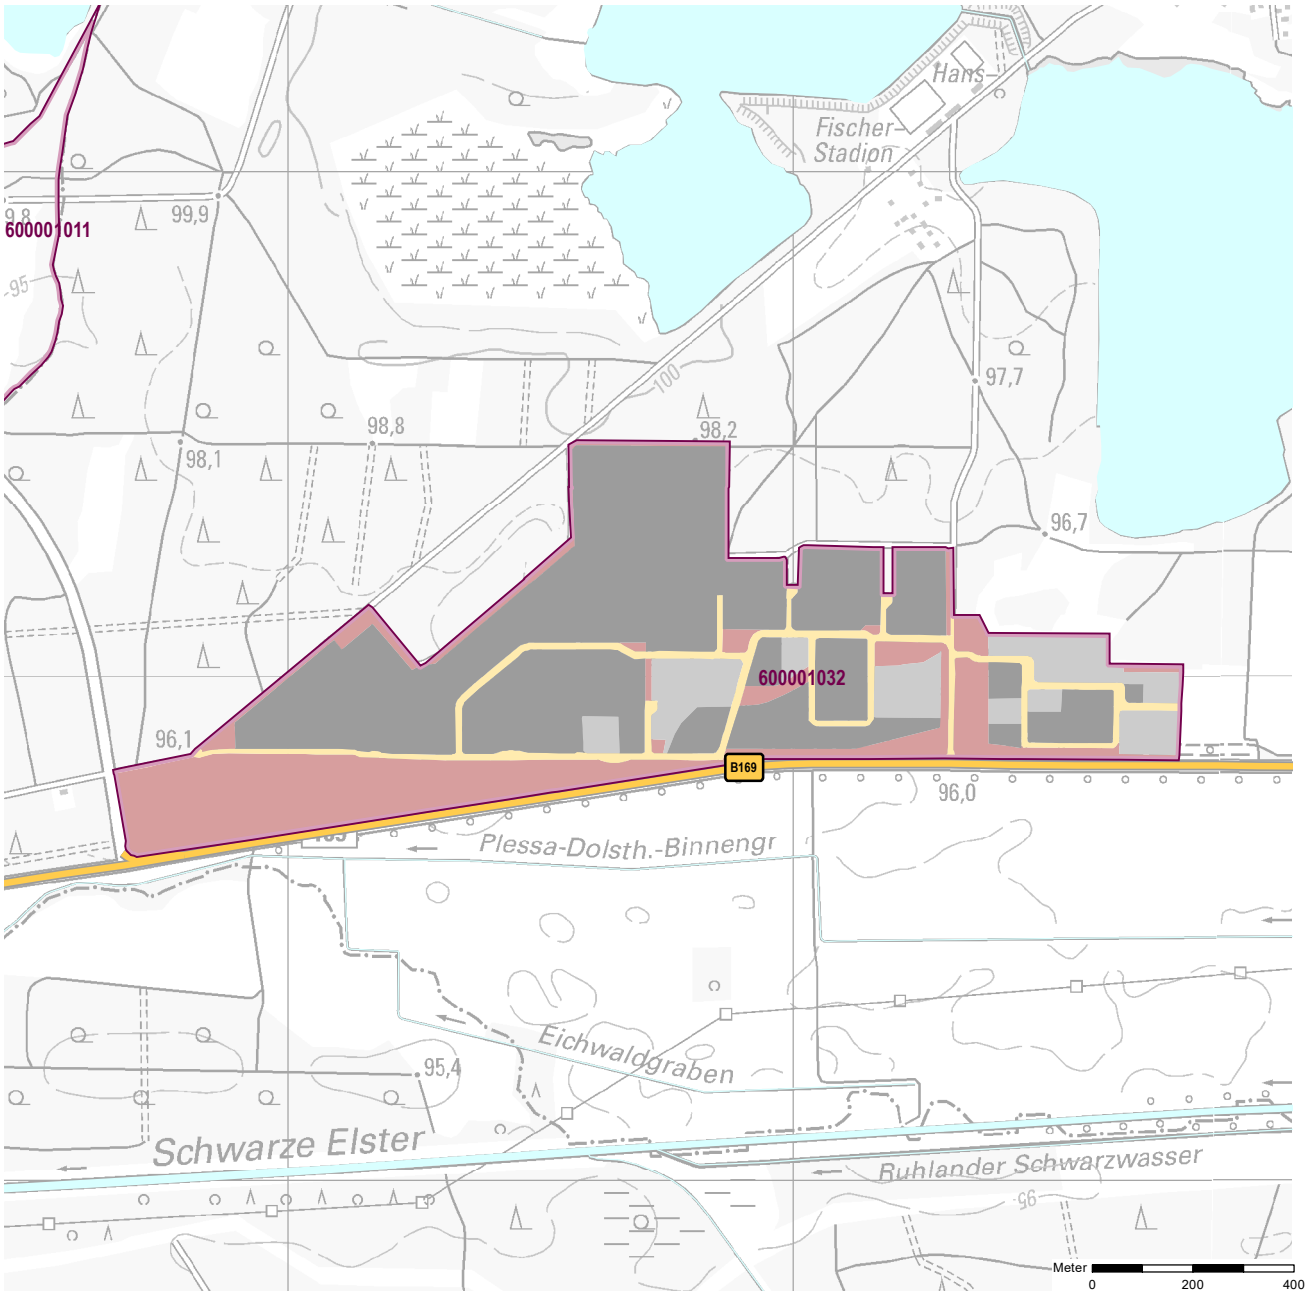 Hans-
Fischer-
Stadion
99,9
9,8
600001011
95
100
97,7
98,8
98,2
98,1
96,7
600001032
96,1
B169
96,0
Plessa-Dolsth.-Binnengr
Eichwaldgraben
95,4
Schwarze Elster
Ruhlander Schwarzwasser
95
Meter
0 200 400